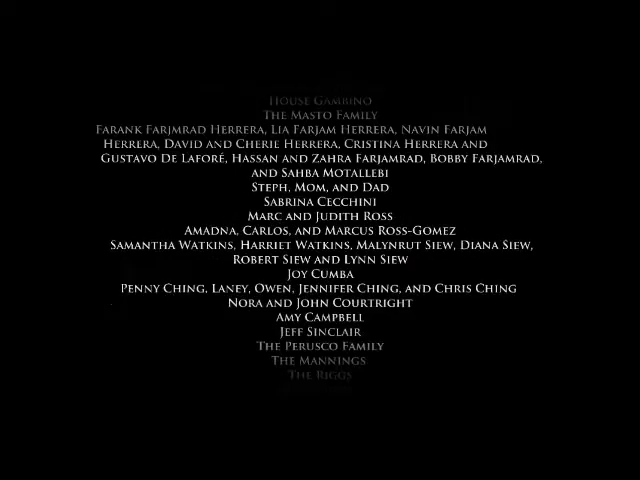 House Gambino
The Masto Family
Farank Farjmrad Herrera, Lia Farjam Herrera, Navin Farjam
Herrera, David and Cherie Herrera, Cristina Herrera and
Gustavo De Laforé, Hassan and Zahra Farjamrad, Bobby Farjamrad,
and Sahba Motallebi
Steph, Mom, and Dad
Sabrina Cecchini
Marc and Judith Ross
Amadna, Carlos, and Marcus Ross-Gomez
Samantha Watkins, Harriet Watkins, Malynrut Siew, Diana Siew,
Robert Siew and Lynn Siew
Joy Cumba
Penny Ching, Laney, Owen, Jennifer Ching, and Chris Ching
Nora and John Courtright
Amy Campbell
Jeff Sinclair
The Perusco Family
The Mannings
The Riggs